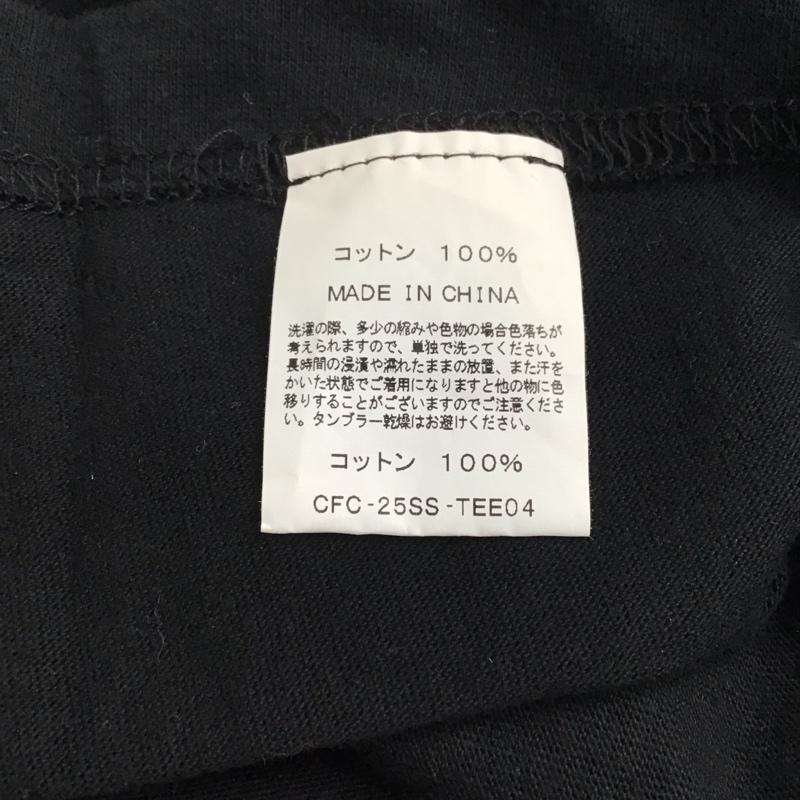 コットン 100%
MADE IN CHINA
洗濯の際、多少の縮みや色物の場合色落ちが
考えられますので、単独で洗ってください。
長時間の浸漬や濡れたままの放置、また汗を
かいた状態でご着用になりますと他の物に色
移りすることがございますのでご注意くださ
い。タンブラー乾燥はお避けください。
コットン 100%
CFC-25SS-TEE04